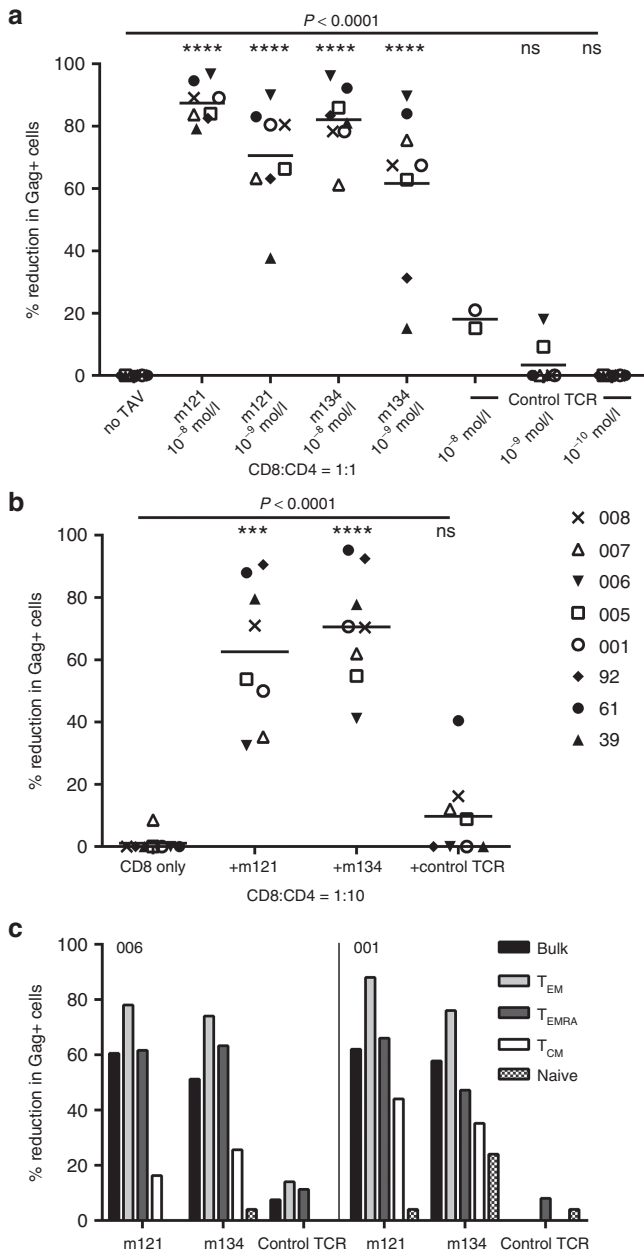 a
P < 0.0001
**** **** **** **** ns ns
100
80
60
40
20
0
% reduction in Gag+ cells
no TAV
m121
10⁻⁸ mol/l
m121
10⁻⁹ mol/l
m134
10⁻⁸ mol/l
m134
10⁻⁹ mol/l
Control TCR
10⁻⁸ mol/l
10⁻⁹ mol/l
10⁻¹⁰ mol/l
CD8:CD4 = 1:1
b
P < 0.0001
*** **** ns
100
80
60
40
20
0
% reduction in Gag+ cells
CD8 only +m121 +m134 +control TCR
CD8:CD4 = 1:10
008
007
006
005
001
92
61
39
c
100
80
60
40
20
0
% reduction in Gag+ cells
006
001
Bulk
T_EM
T_EMRA
T_CM
Naive
m121 m134 Control TCR m121 m134 Control TCR